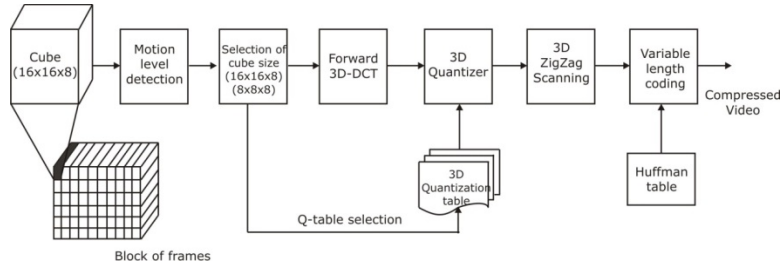 Cube
(16x16x8)
Motion
level
detection
Selection of
cube size
(16x16x8)
(8x8x8)
Forward
3D-DCT
3D
Quantizer
3D
ZigZag
Scanning
Variable
length
coding
Compressed
Video
3D
Quantization
table
Huffman
table
Q-table selection
Block of frames